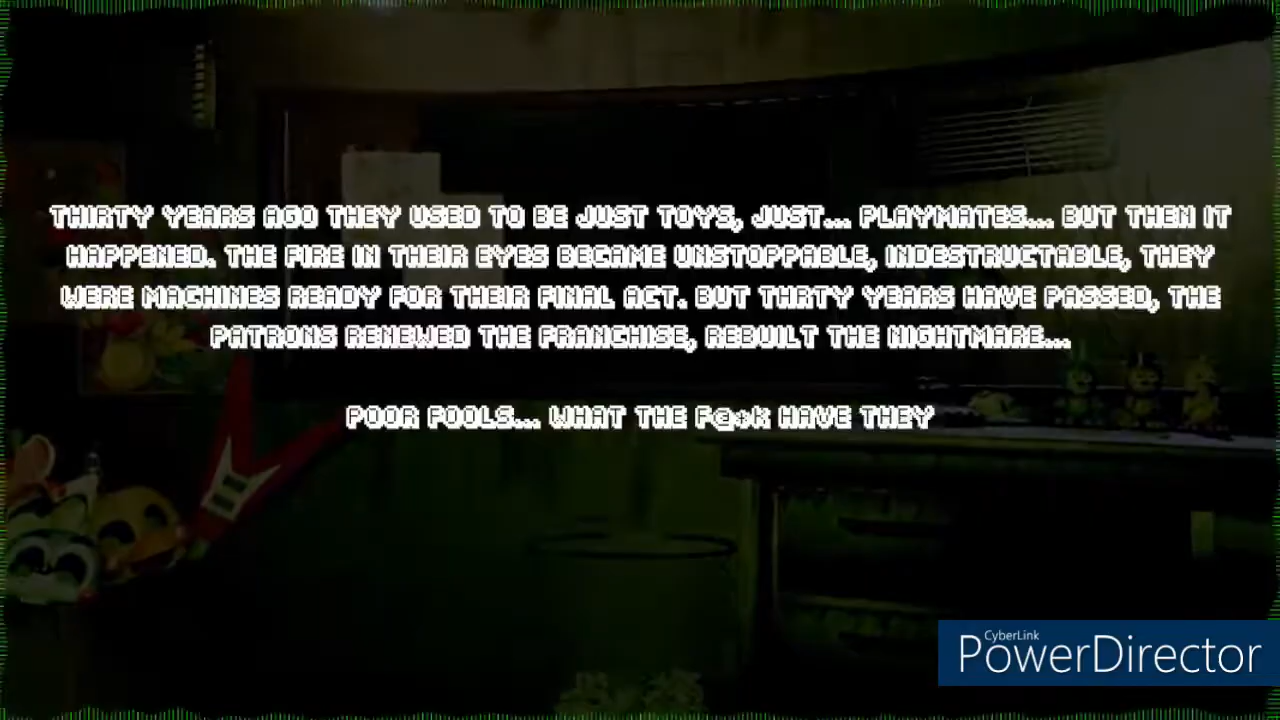 THIRTY YEARS AGO THEY USED TO BE JUST TOYS, JUST... PLAYMATES... BUT THEN IT
HAPPENED. THE FIRE IN THEIR EYES BECAME UNSTOPPABLE, INDESTRUCTABLE, THEY
WERE MACHINES READY FOR THEIR FINAL ACT. BUT THRTY YEARS HAVE PASSED, THE
PATRONS RENEWED THE FRANCHISE, REBUILT THE NIGHTMARE...
POOR FOOLS... WHAT THE F@*K HAVE THEY
CyberLink
PowerDirector